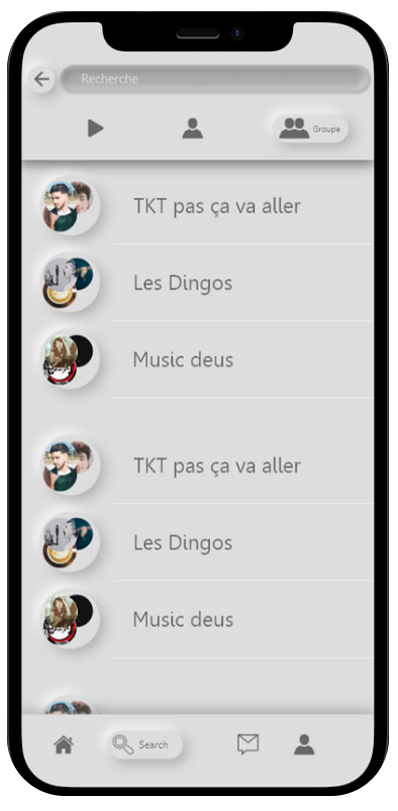 Recherche
Groupe
TKT pas ça va aller
Les Dingos
Music deus
TKT pas ça va aller
Les Dingos
Music deus
Search